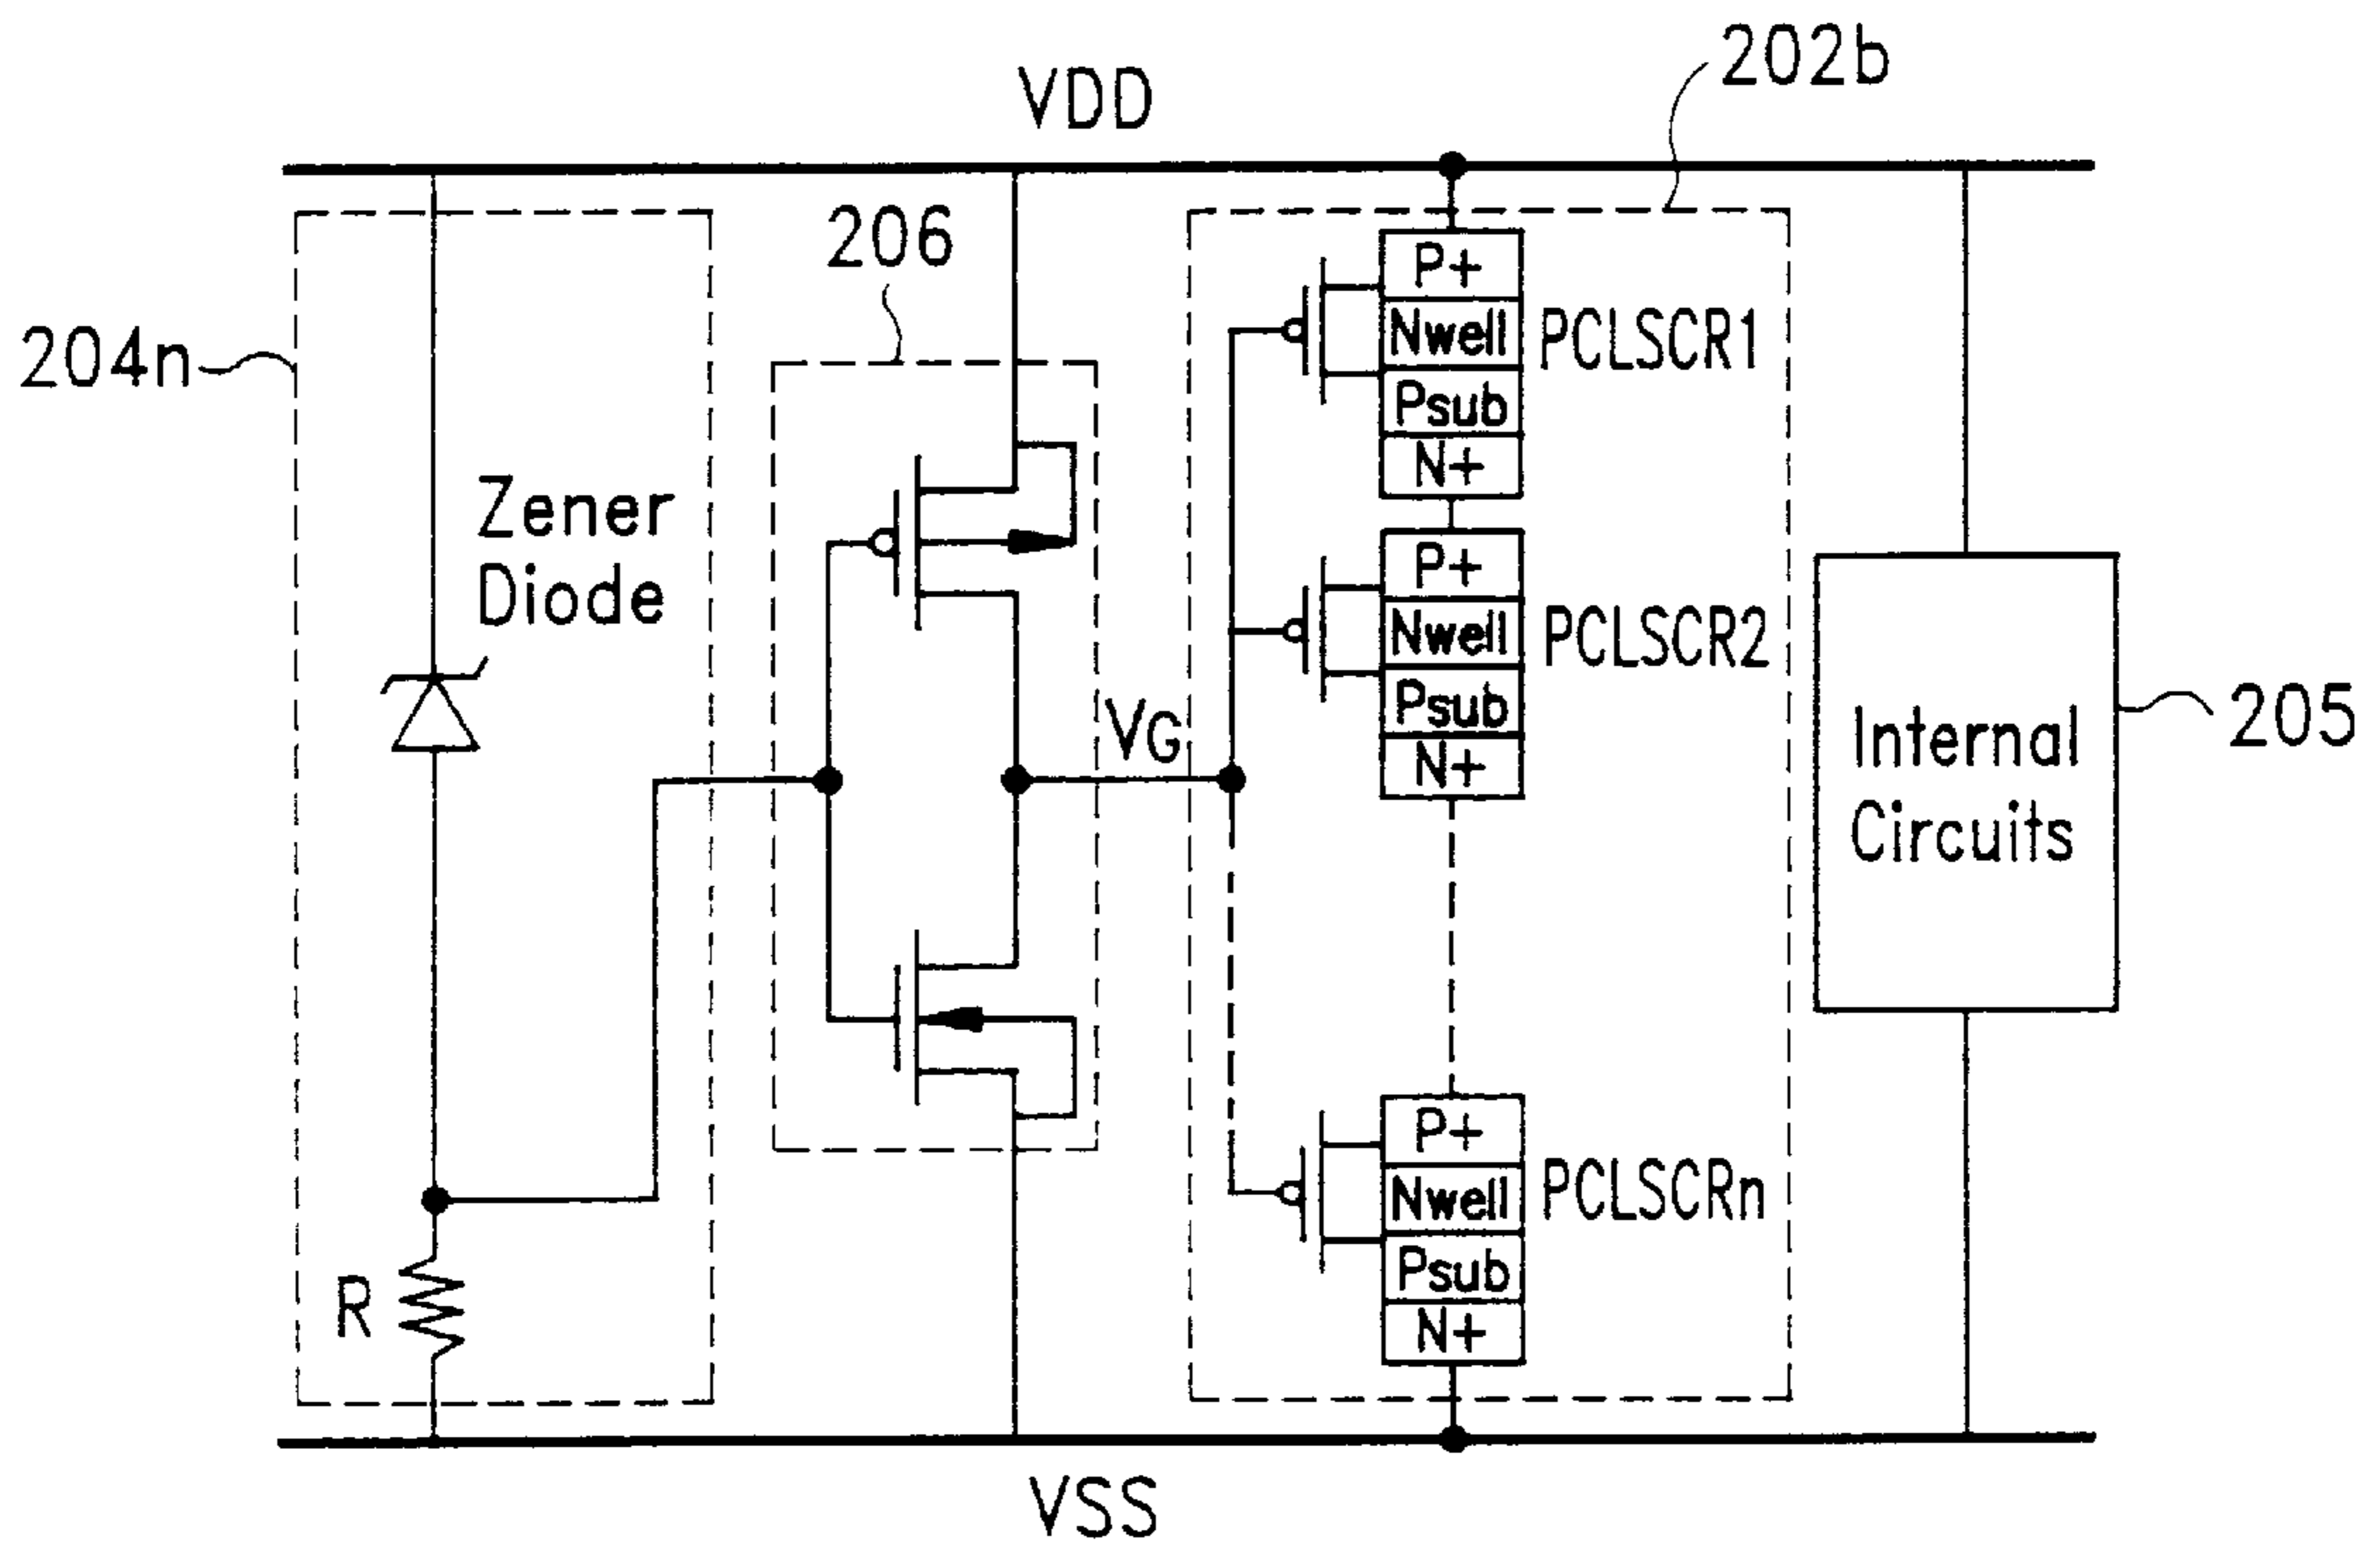 202b
VDD
206
P+
Nwell
PCLSCR1
Psub
N+
204n
Zener
Diode
P+
Nwell
PCLSCR2
Psub
N+
VG
205
Internal
Circuits
P+
Nwell
PCLSCRn
Psub
N+
R
VSS